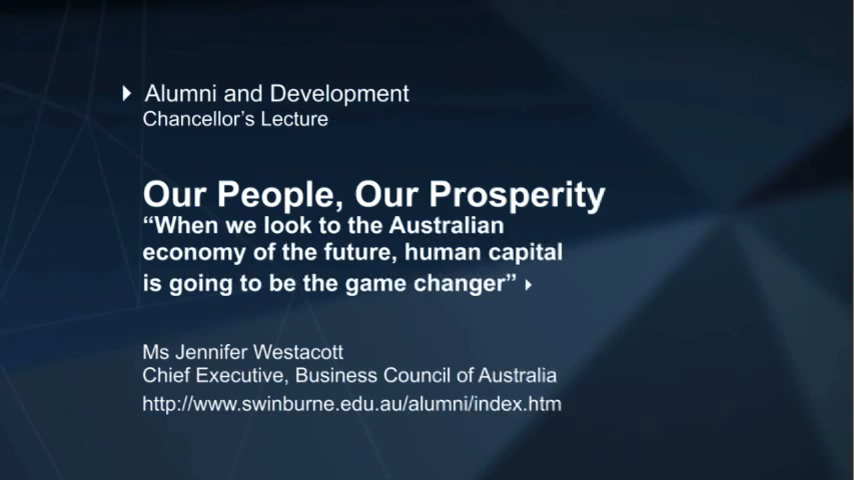 Alumni and Development
Chancellor’s Lecture
Our People, Our Prosperity
“When we look to the Australian
economy of the future, human capital
is going to be the game changer”
Ms Jennifer Westacott
Chief Executive, Business Council of Australia
http://www.swinburne.edu.au/alumni/index.htm